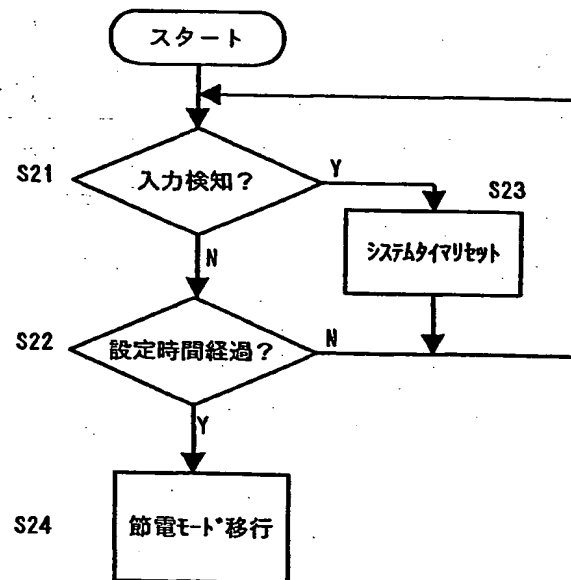 スタート
S21
入力検知?
Y
S23
システムタイマリセット
N
S22
設定時間経過?
N
Y
S24
節電モード移行